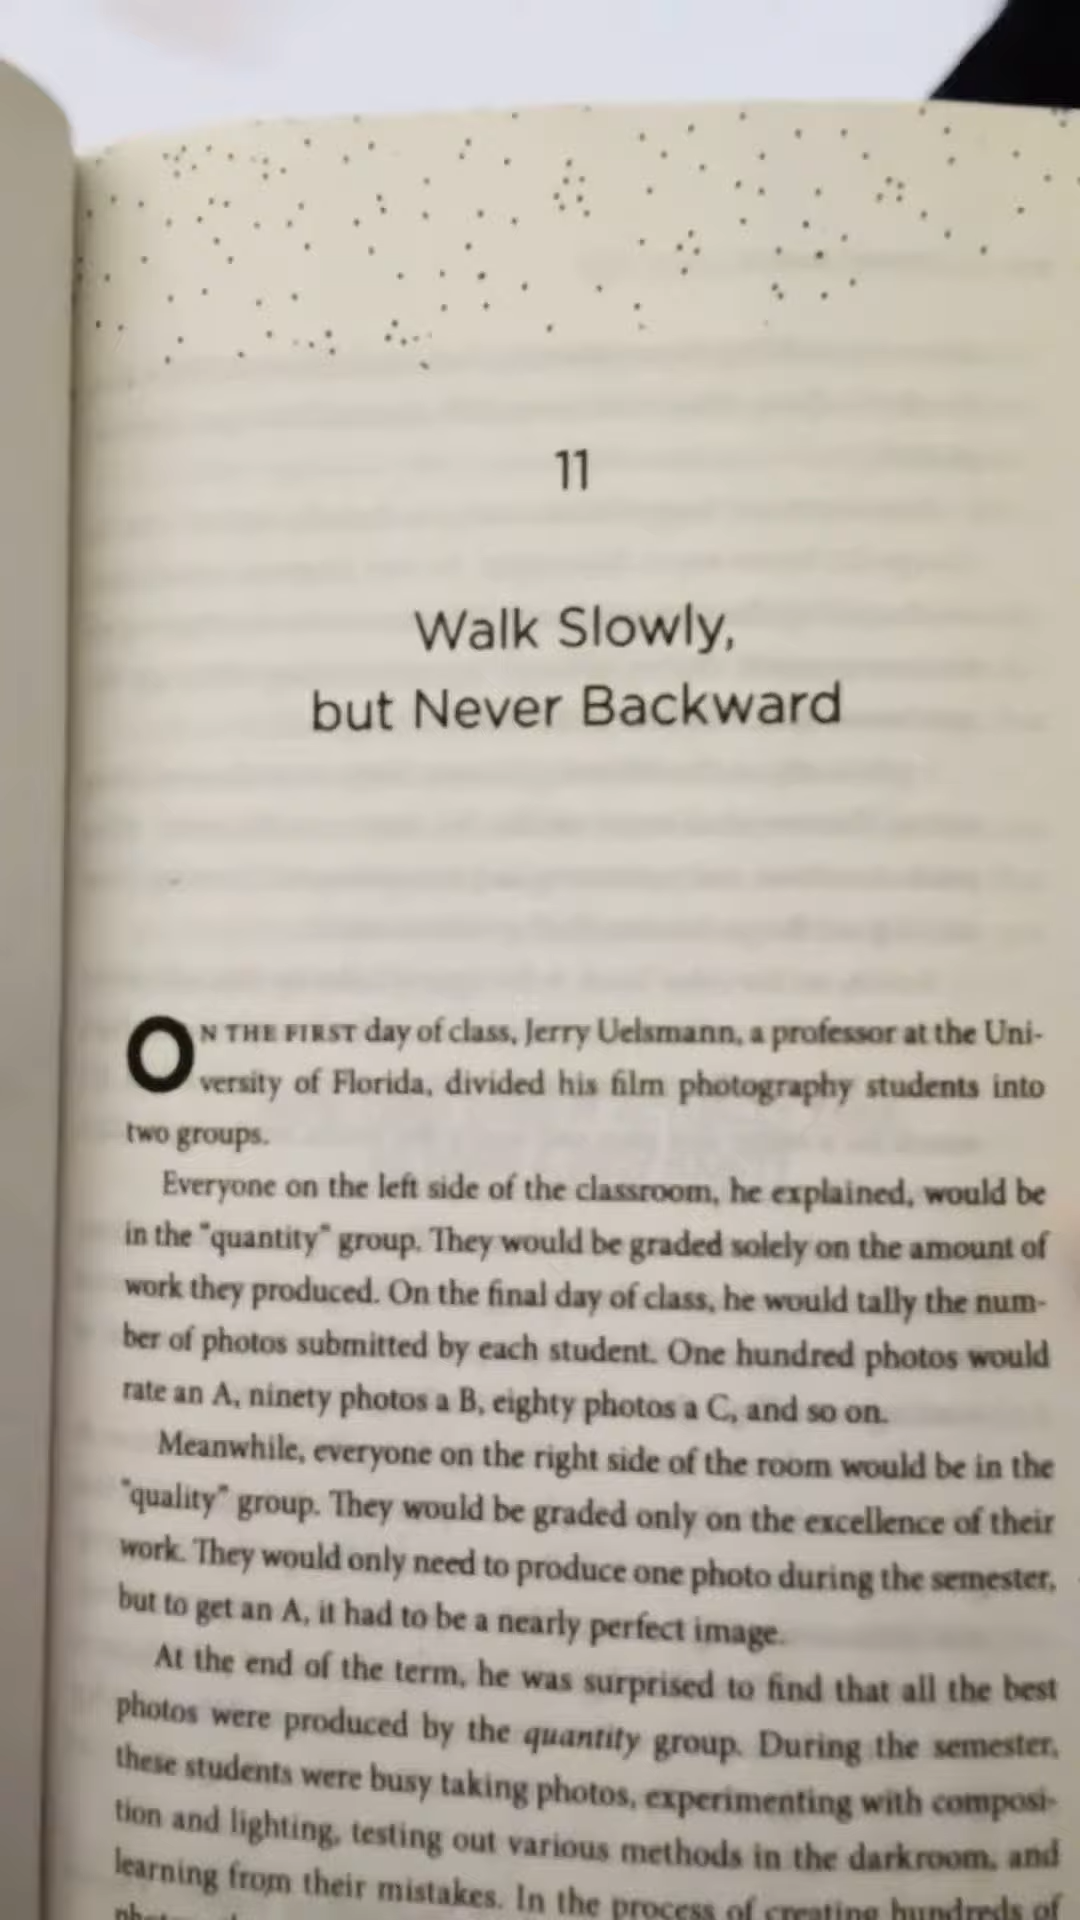 11
Walk Slowly,
but Never Backward
ON THE FIRST day of class, Jerry Uelsmann, a professor at the Uni-
versity of Florida, divided his film photography students into
two groups.
Everyone on the left side of the classroom, he explained, would be
in the "quantity" group. They would be graded solely on the amount of
work they produced. On the final day of class, he would tally the num-
ber of photos submitted by each student. One hundred photos would
rate an A, ninety photos a B, eighty photos a C, and so on.
Meanwhile, everyone on the right side of the room would be in the
"quality" group. They would be graded only on the excellence of their
work. They would only need to produce one photo during the semester,
but to get an A, it had to be a nearly perfect image.
At the end of the term, he was surprised to find that all the best
photos were produced by the quantity group. During the semester,
these students were busy taking photos, experimenting with composi-
tion and lighting, testing out various methods in the darkroom, and
learning from their mistakes. In the process of creating hundreds of